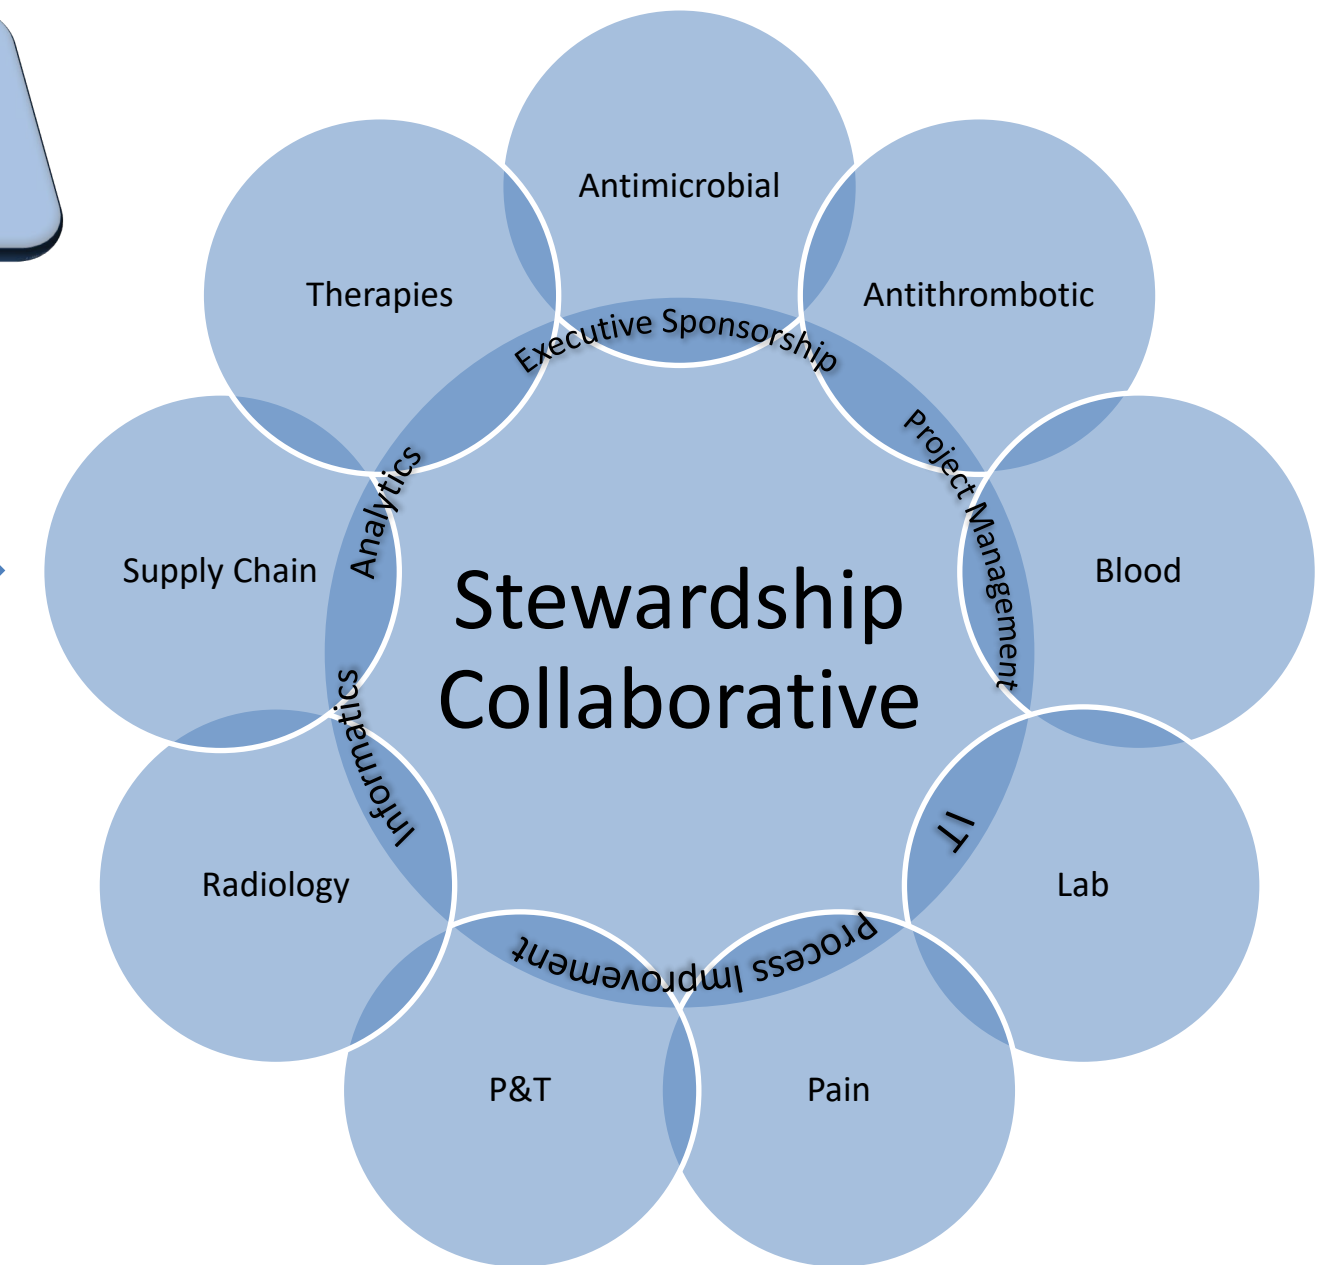 Antimicrobial
Therapies
Antithrombotic
Executive Sponsorship
Project Management
Analytics
Supply Chain
Blood
Stewardship
Collaborative
Informatics
IT
Radiology
Lab
Process Improvement
P&T
Pain